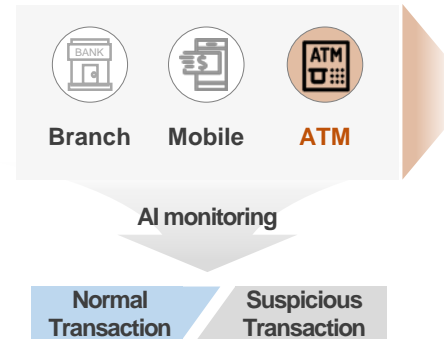 BANK
ATM
Branch Mobile ATM
AI monitoring
Normal Suspicious
Transaction Transaction